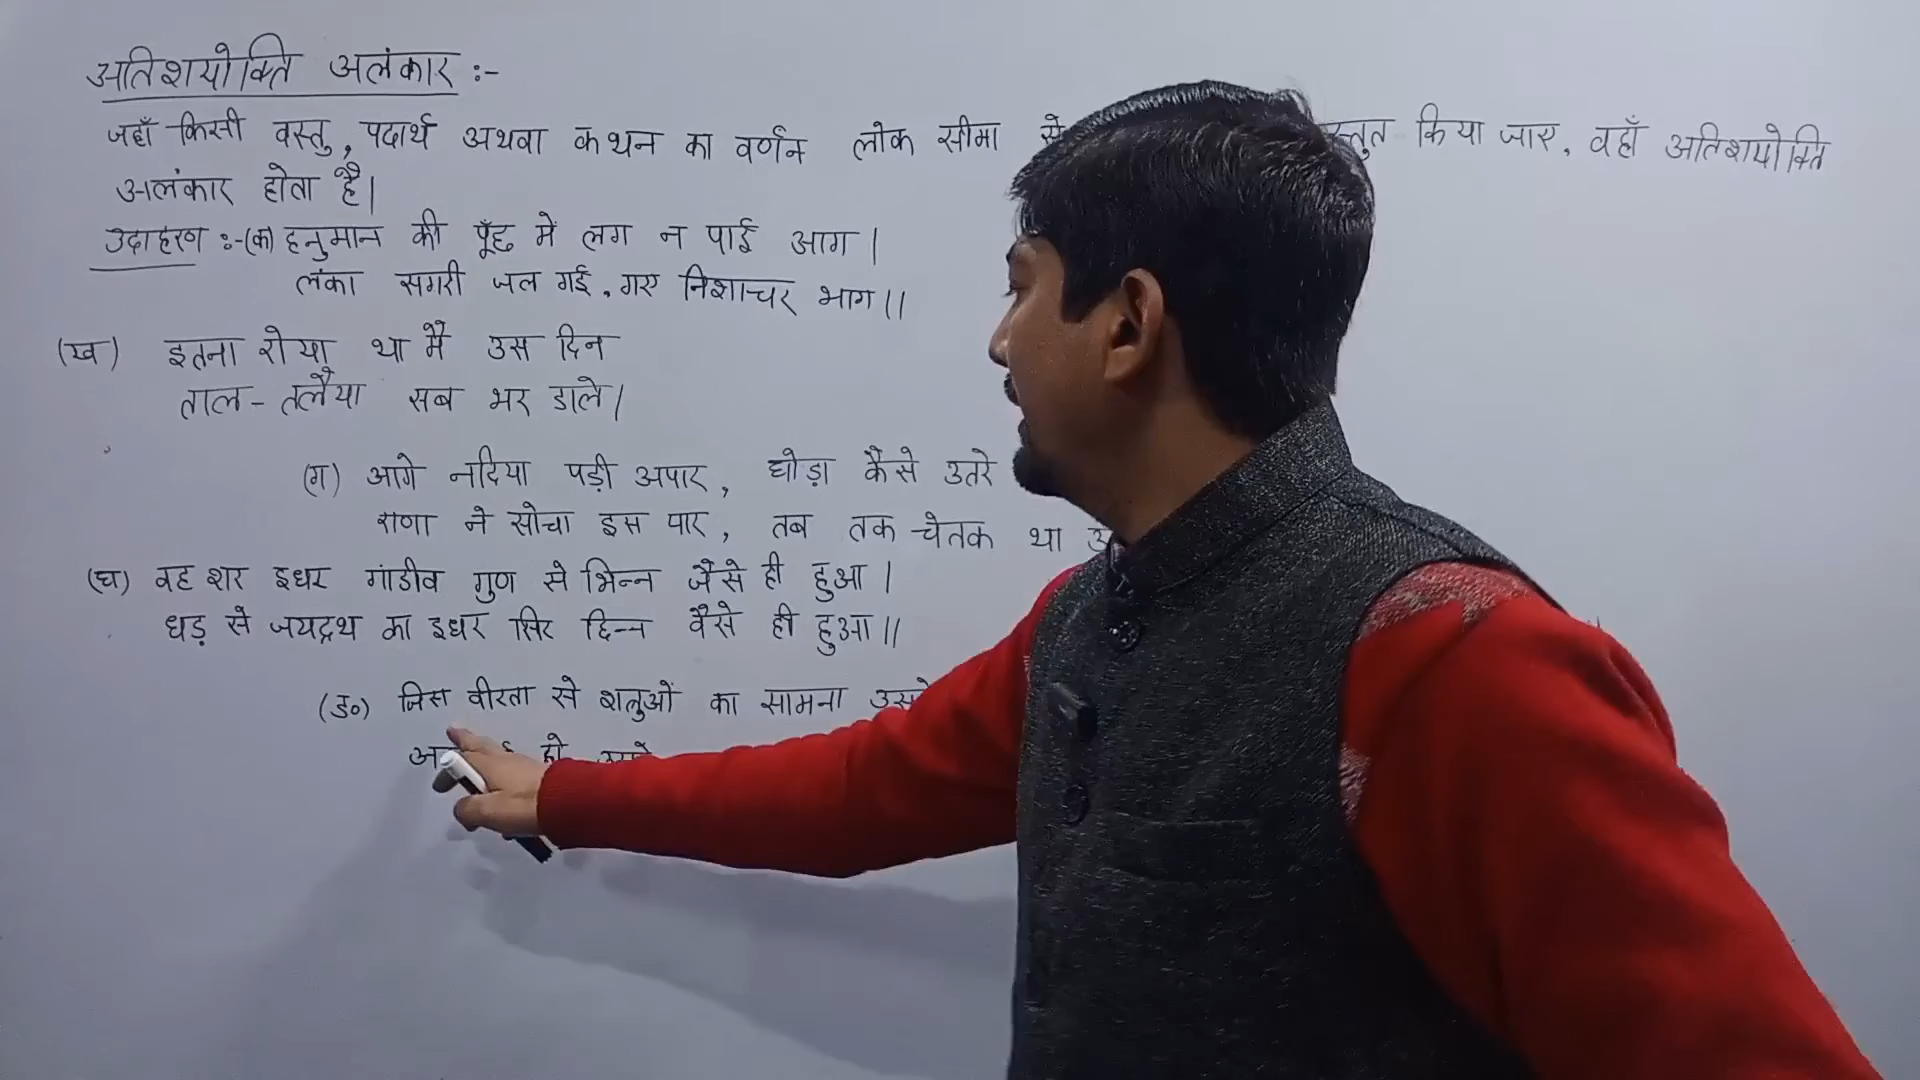 अतिशयोक्ति अलंकार :-
जहाँ किसी वस्तु, पदार्थ अथवा कथन का वर्णन लोक सीमा से किया जाए, वहाँ अतिशयोक्ति
अलंकार होता है।
उदाहरण :-(क) हनुमान की पूँछ में लग न पाई आग।
लंका सगरी जल गई, गए निशाचर भाग।।
(ख) इतना रोया था मैं उस दिन
ताल-तलैया सब भर डाले।
(ग) आगे नदिया पड़ी अपार, घोड़ा कैसे उतरे
राणा ने सोचा इस पार, तब तक चेतक था
(घ) वह शर इधर गांडीव गुण से भिन्न जैसे ही हुआ।
धड़ से जयद्रथ का इधर सिर छिन्न वैसे ही हुआ।।
(ड॰) जिस वीरता से शत्रुओं का सामना
हो